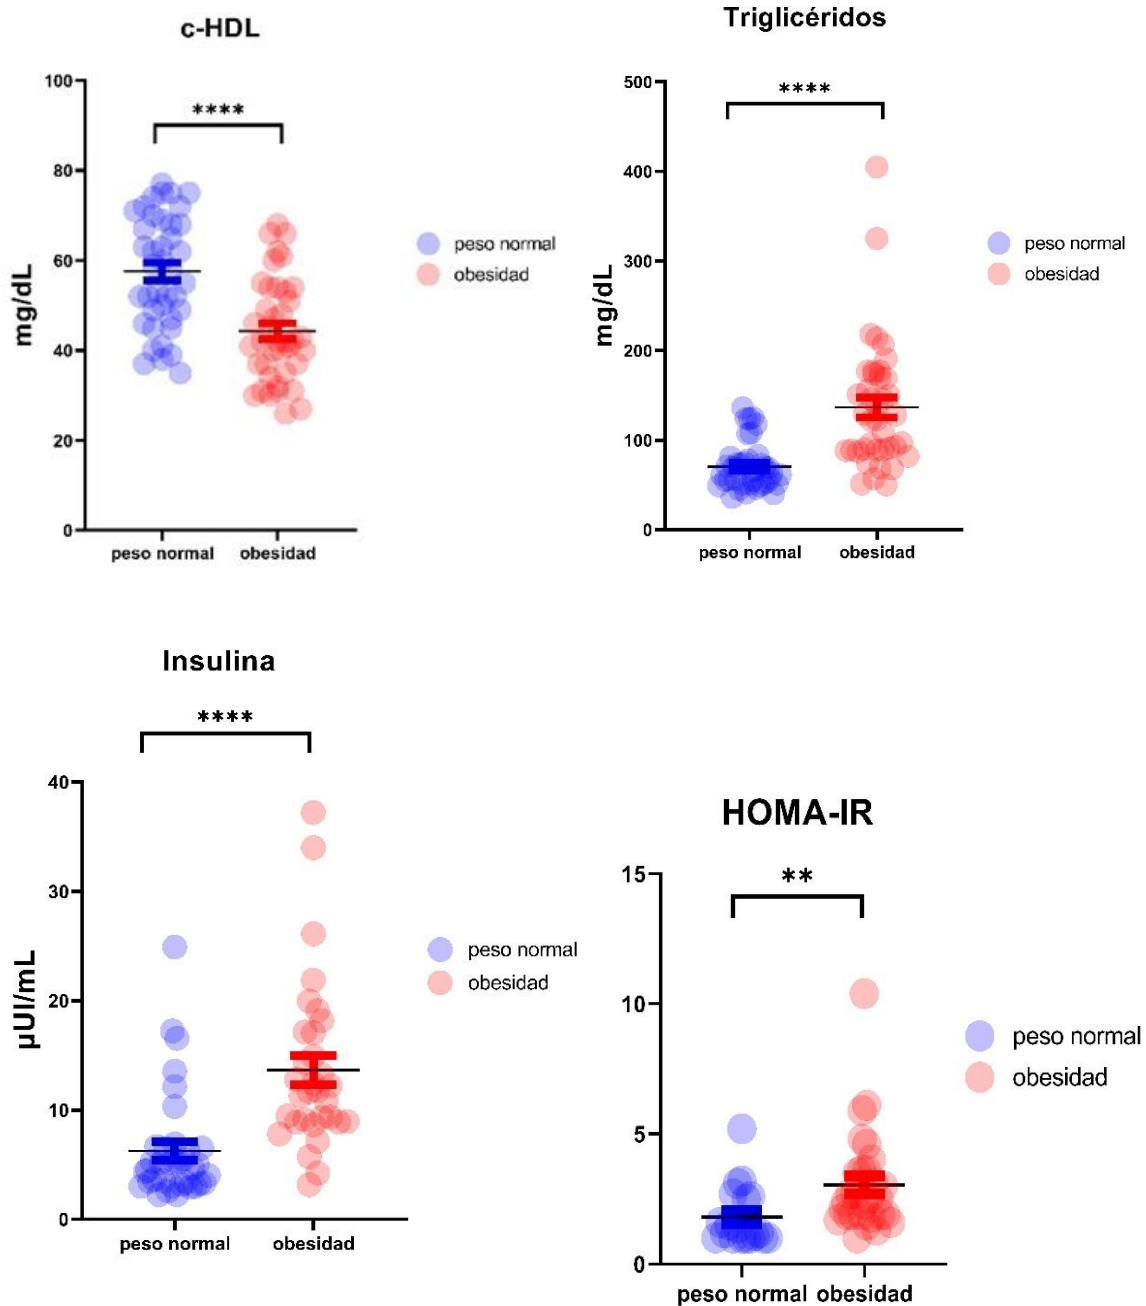 c-HDL
****
100
80
60
40
20
0
mg/dL
peso normal
obesidad
peso normal
obesidad
Triglicéridos
****
500
400
300
200
100
0
mg/dL
peso normal
obesidad
peso normal
obesidad
Insulina
****
40
30
20
10
0
µUI/mL
peso normal
obesidad
peso normal
obesidad
HOMA-IR
**
15
10
5
0
peso normal
obesidad
peso normal obesidad